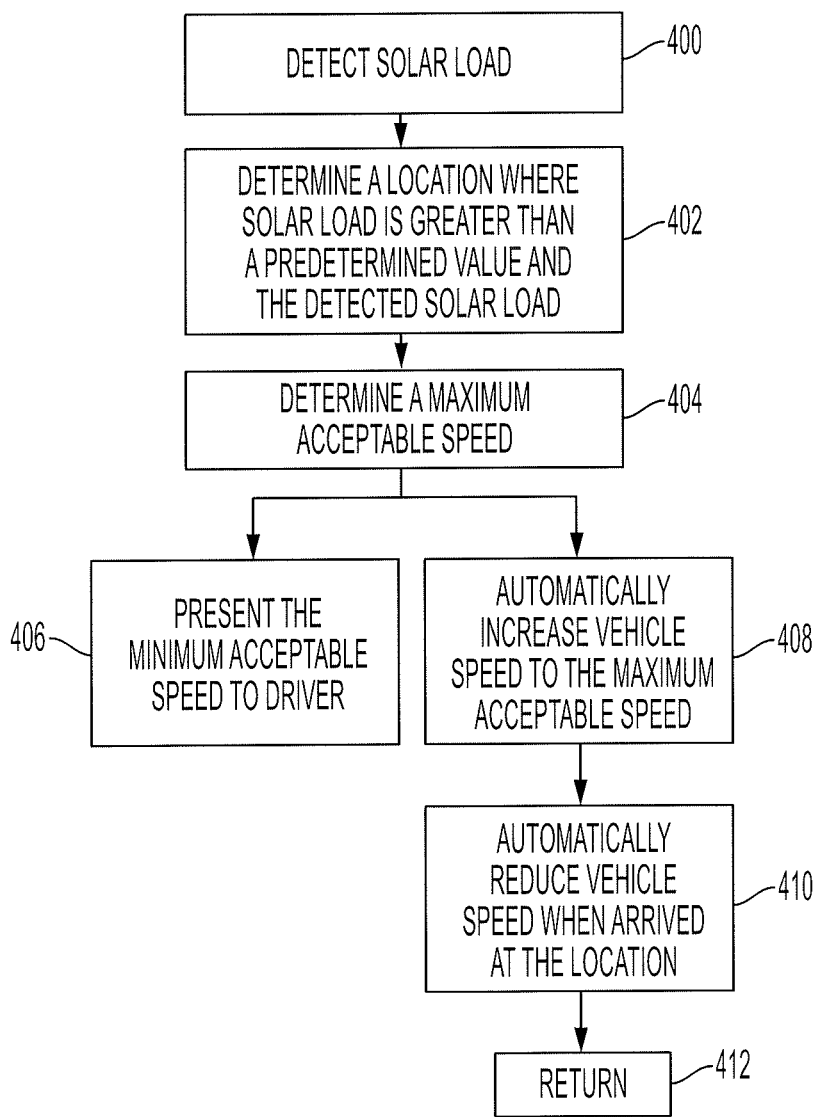 DETECT SOLAR LOAD
400
DETERMINE A LOCATION WHERE
SOLAR LOAD IS GREATER THAN
A PREDETERMINED VALUE AND
THE DETECTED SOLAR LOAD
402
DETERMINE A MAXIMUM
ACCEPTABLE SPEED
404
406
PRESENT THE
MINIMUM ACCEPTABLE
SPEED TO DRIVER
AUTOMATICALLY
INCREASE VEHICLE
SPEED TO THE MAXIMUM
ACCEPTABLE SPEED
408
AUTOMATICALLY
REDUCE VEHICLE
SPEED WHEN ARRIVED
AT THE LOCATION
410
RETURN
412